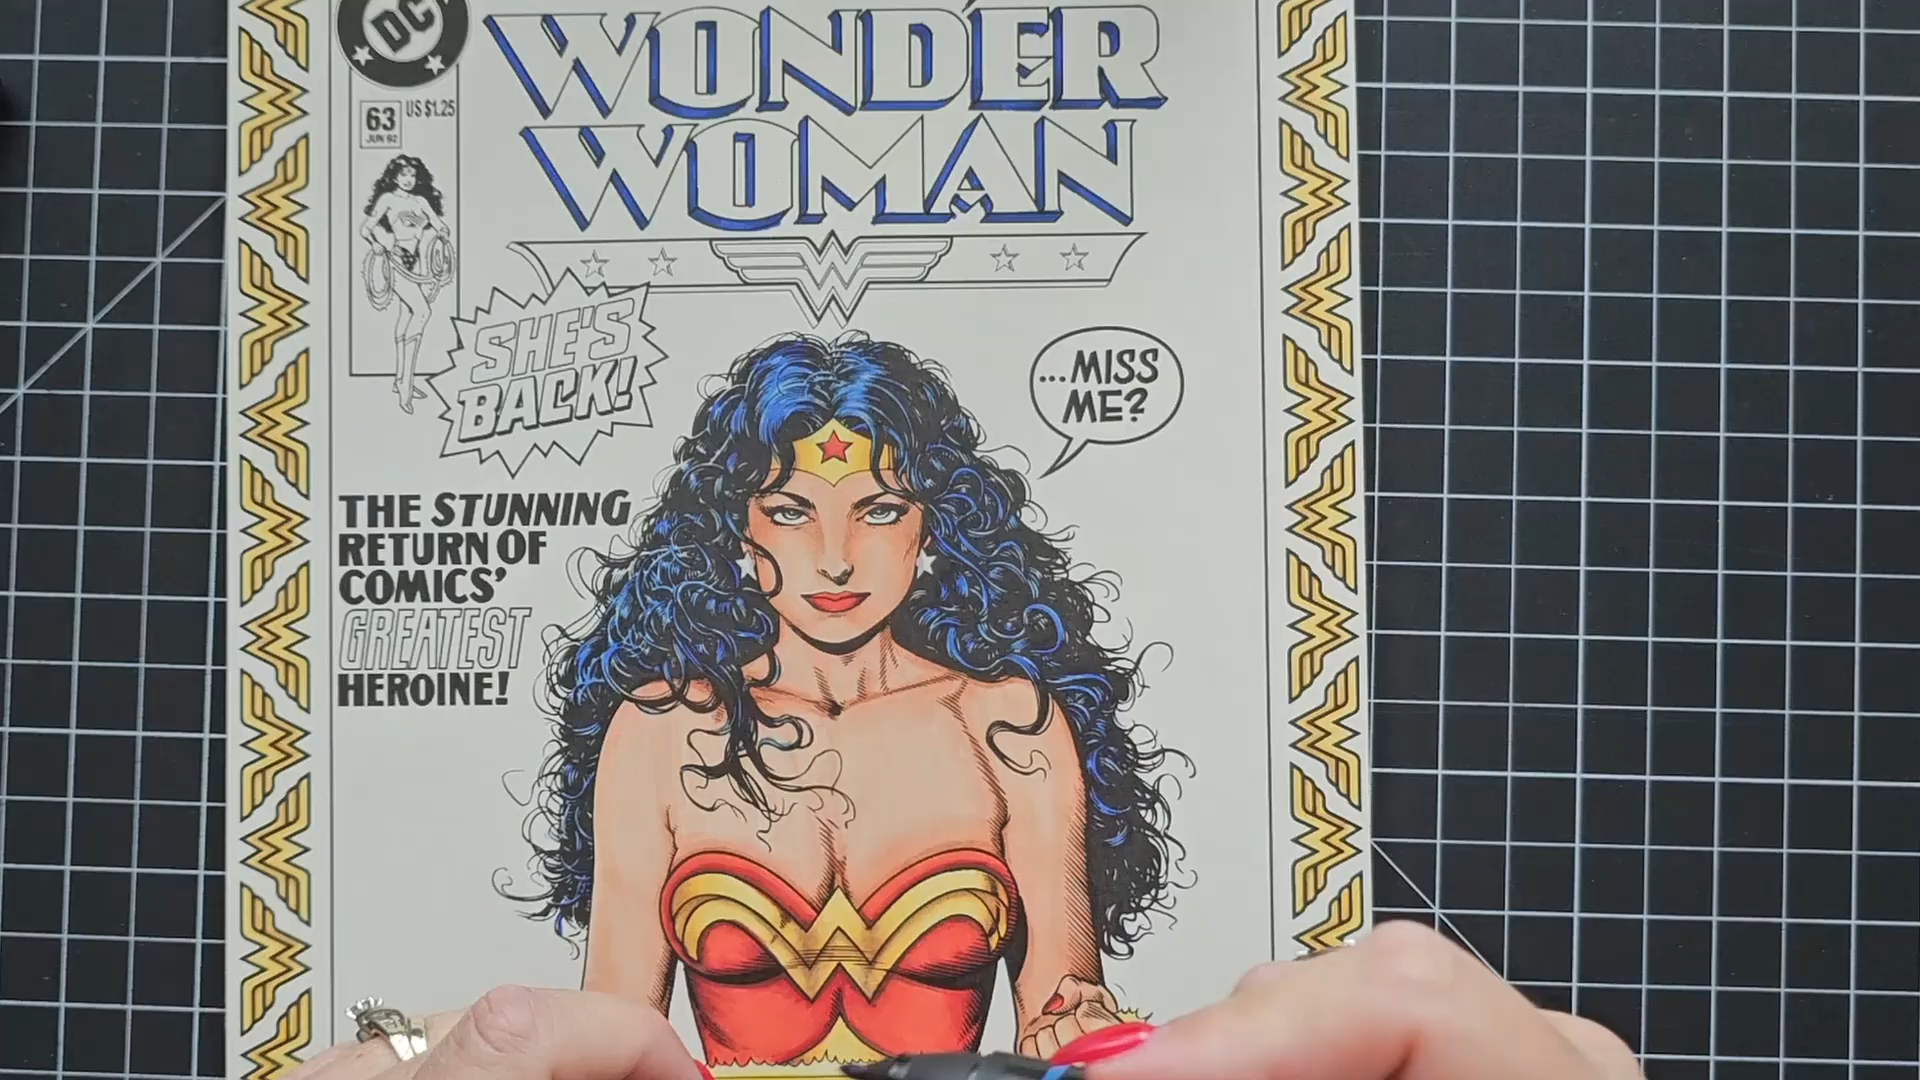 DC
WONDER
WOMAN
63
US $1.25
JUN 92
SHE'S
BACK!
...MISS
ME?
THE STUNNING
RETURN OF
COMICS'
GREATEST
HEROINE!